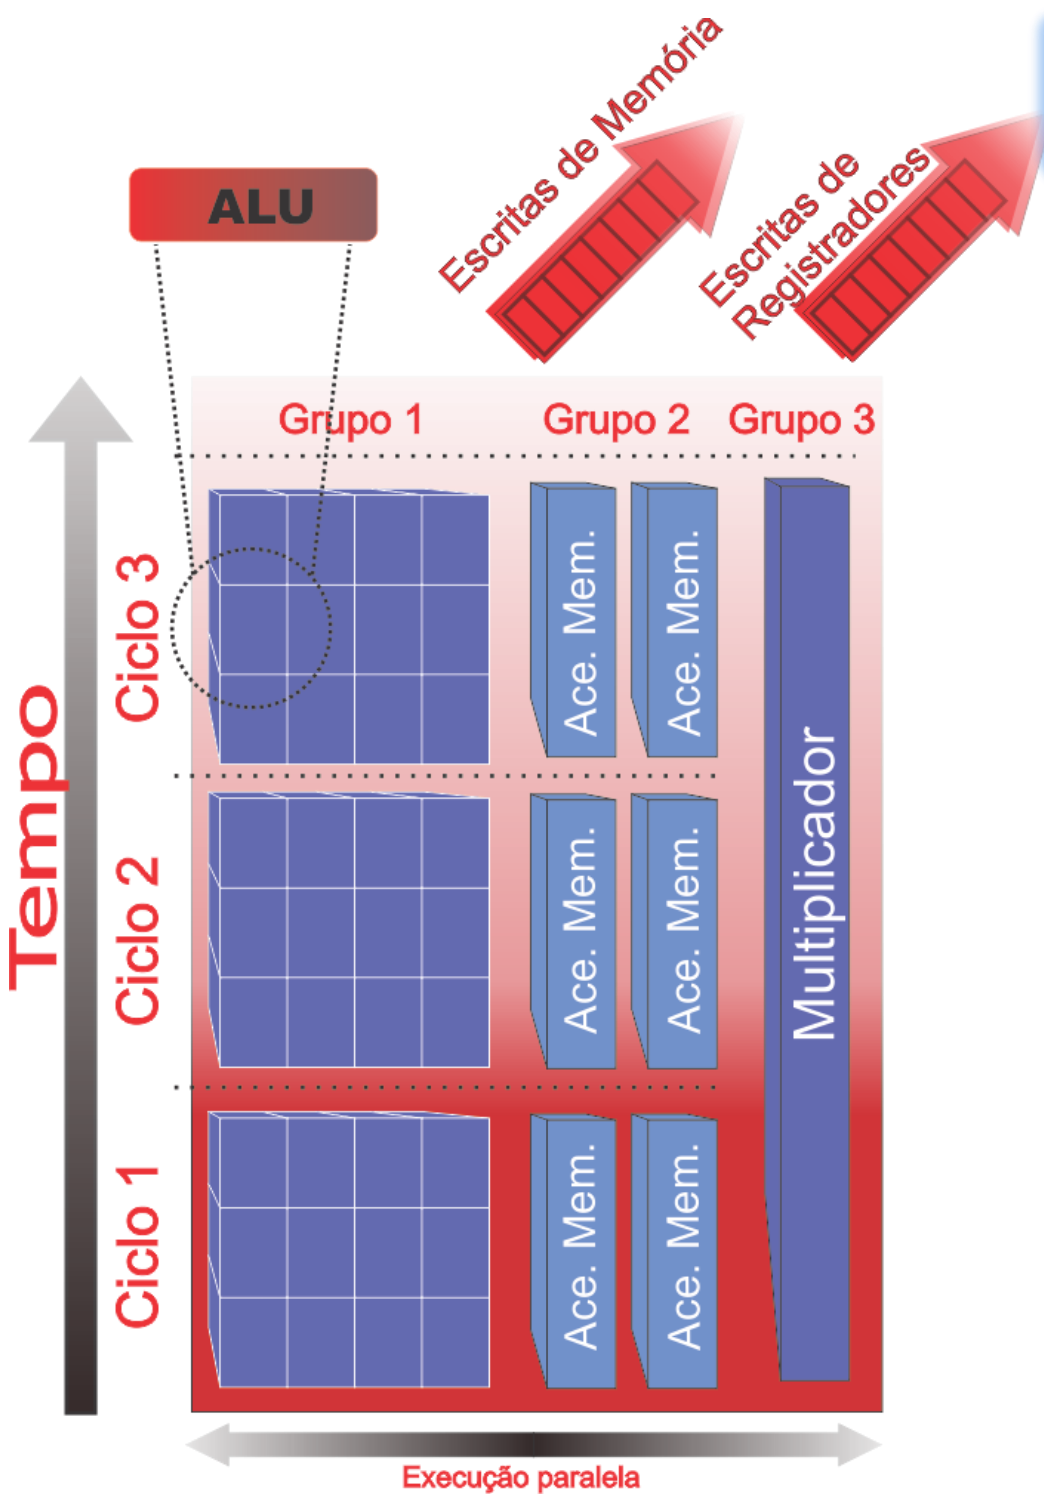 Escritas de Memória
Escritas de
Registradores
ALU
Grupo 1
Grupo 2
Grupo 3
Tempo
Ciclo 3
Ace. Mem.
Ace. Mem.
Multiplicador
Ciclo 2
Ace. Mem.
Ace. Mem.
Ciclo 1
Ace. Mem.
Ace. Mem.
Execução paralela